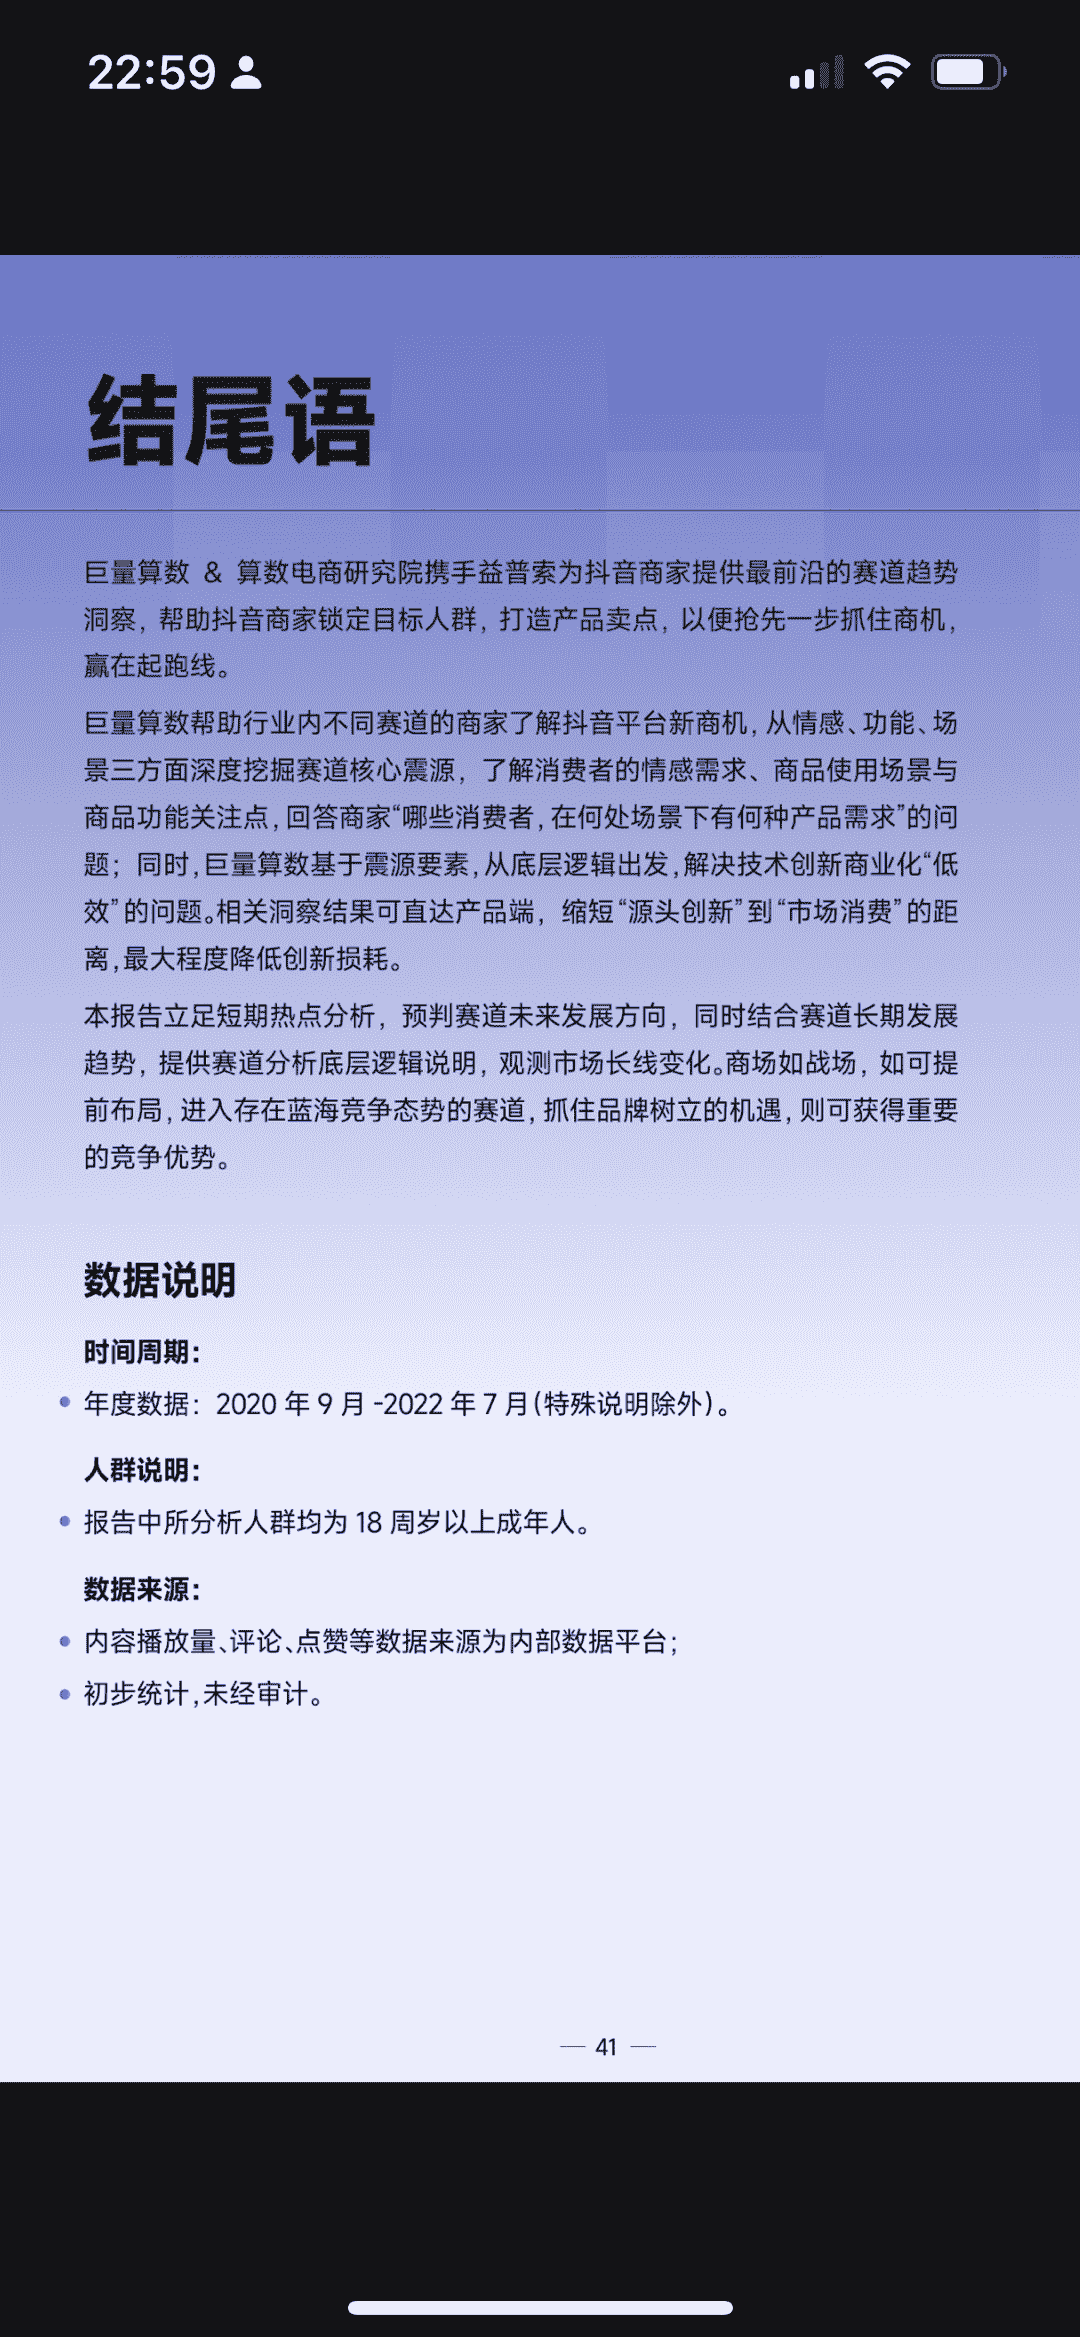 22:59
结尾语
巨量算数 & 算数电商研究院携手益普索为抖音商家提供最前沿的赛道趋势
洞察，帮助抖音商家锁定目标人群，打造产品卖点，以便抢先一步抓住商机，
赢在起跑线。
巨量算数帮助行业内不同赛道的商家了解抖音平台新商机，从情感、功能、场
景三方面深度挖掘赛道核心震源，了解消费者的情感需求、商品使用场景与
商品功能关注点，回答商家“哪些消费者，在何处场景下有何种产品需求”的问
题；同时，巨量算数基于震源要素，从底层逻辑出发，解决技术创新商业化“低
效”的问题。相关洞察结果可直达产品端，缩短“源头创新”到“市场消费”的距
离，最大程度降低创新损耗。
本报告立足短期热点分析，预判赛道未来发展方向，同时结合赛道长期发展
趋势，提供赛道分析底层逻辑说明，观测市场长线变化。商场如战场，如可提
前布局，进入存在蓝海竞争态势的赛道，抓住品牌树立的机遇，则可获得重要
的竞争优势。
数据说明
时间周期：
年度数据：2020 年 9 月 -2022 年 7 月（特殊说明除外）。
人群说明：
报告中所分析人群均为 18 周岁以上成年人。
数据来源：
内容播放量、评论、点赞等数据来源为内部数据平台；
初步统计，未经审计。
— 41 —